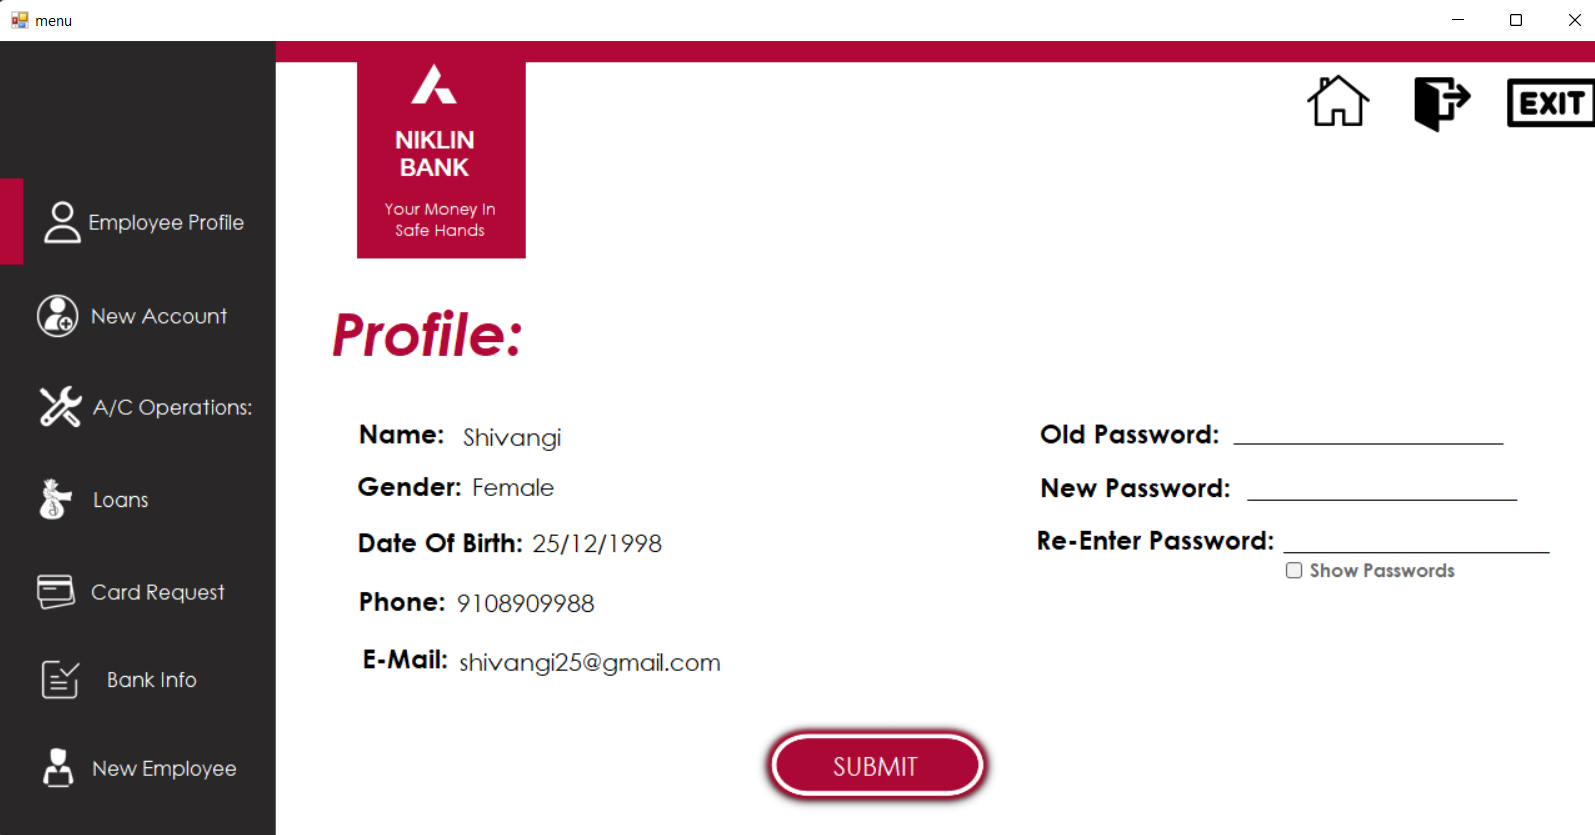 menu
EXIT
NIKLIN
BANK
Your Money In
Safe Hands
Employee Profile
New Account
A/C Operations:
Loans
Card Request
Bank Info
New Employee
Profile:
Name: Shivangi
Gender: Female
Date Of Birth: 25/12/1998
Phone: 9108909988
E-Mail: shivangi25@gmail.com
Old Password:
New Password:
Re-Enter Password:
Show Passwords
SUBMIT